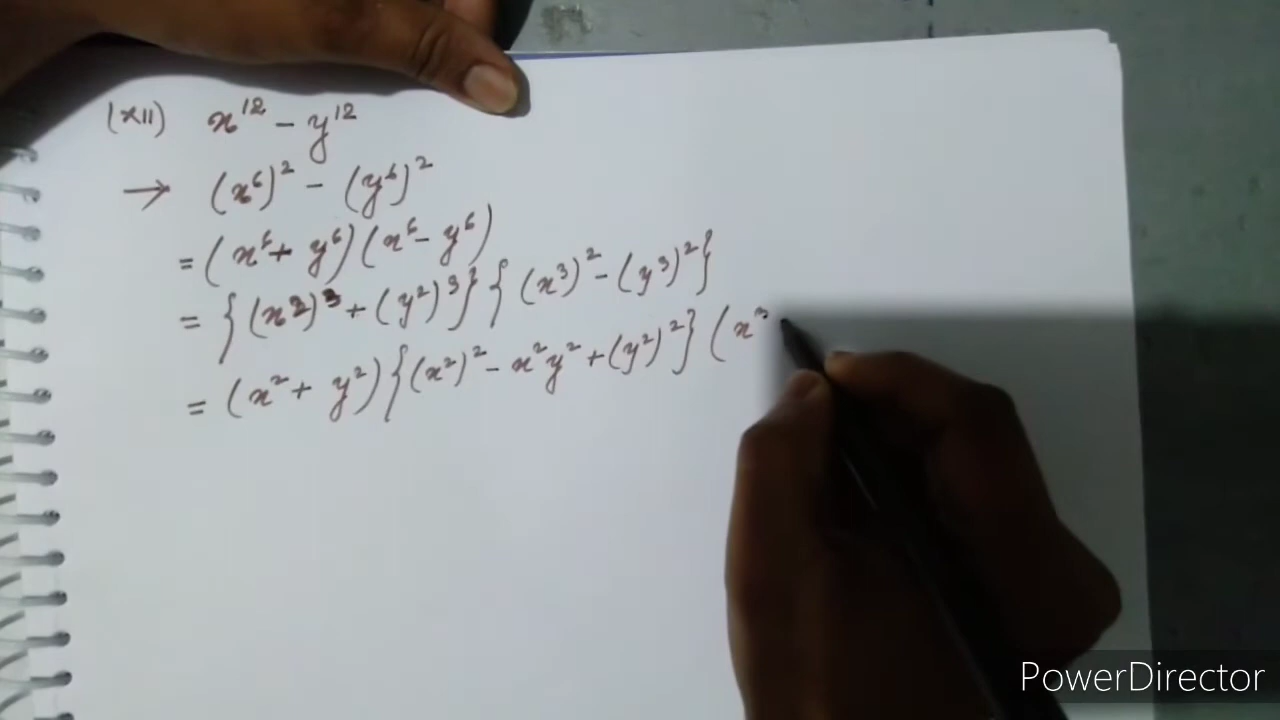 (XII) x¹² - y¹²
→ (x⁶)² - (y⁶)²
= (x⁶ + y⁶)(x⁶ - y⁶)
= {(x²)³ + (y²)³} {(x³)² - (y³)²}
= (x² + y²) {(x²)² - x²y² + (y²)²} (x³
PowerDirector